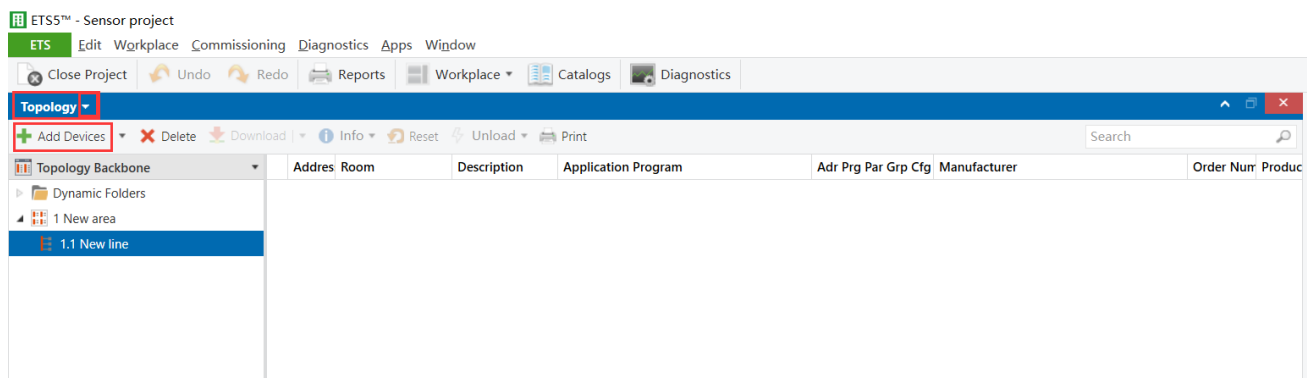 ETS5™ - Sensor project
ETS Edit Workplace Commissioning Diagnostics Apps Window
Close Project Undo Redo Reports Workplace Catalogs Diagnostics
Topology
Add Devices Delete Download Info Reset Unload Print Search
Topology Backbone Addres Room Description Application Program Adr Prg Par Grp Cfg Manufacturer Order Num Produc
Dynamic Folders
1 New area
1.1 New line